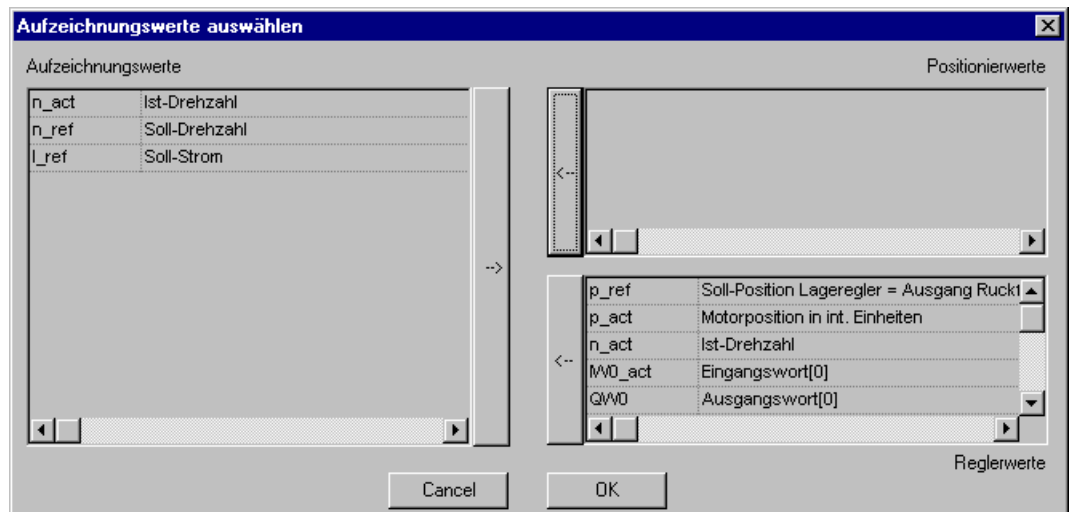 Aufzeichnungswerte auswählen
Aufzeichnungswerte
Positionierwerte
n_act Ist-Drehzahl
n_ref Soll-Drehzahl
I_ref Soll-Strom
-->
<--
p_ref Soll-Position Lageregler = Ausgang Ruckf
p_act Motorposition in int. Einheiten
n_act Ist-Drehzahl
IW0_act Eingangswort[0]
QW0 Ausgangswort[0]
<--
Reglerwerte
Cancel
OK